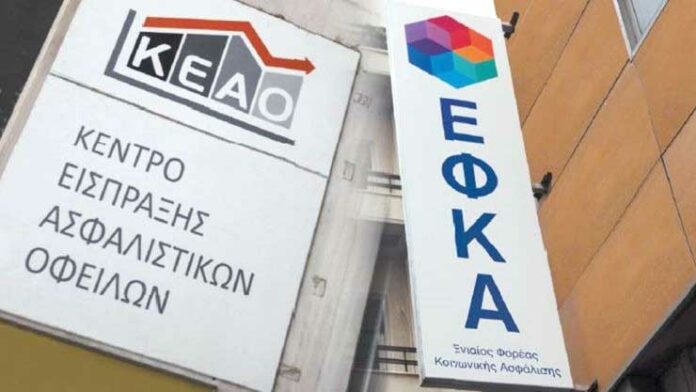 ΚΕΑΟ
ΚΕΝΤΡΟ
ΕΙΣΠΡΑΞΗΣ
ΑΣΦΑΛΙΣΤΙΚΩΝ
ΟΦΕΙΛΩΝ
ΕΦΚΑ
Ενιαίος Φορέας
Κοινωνικής Ασφάλισης